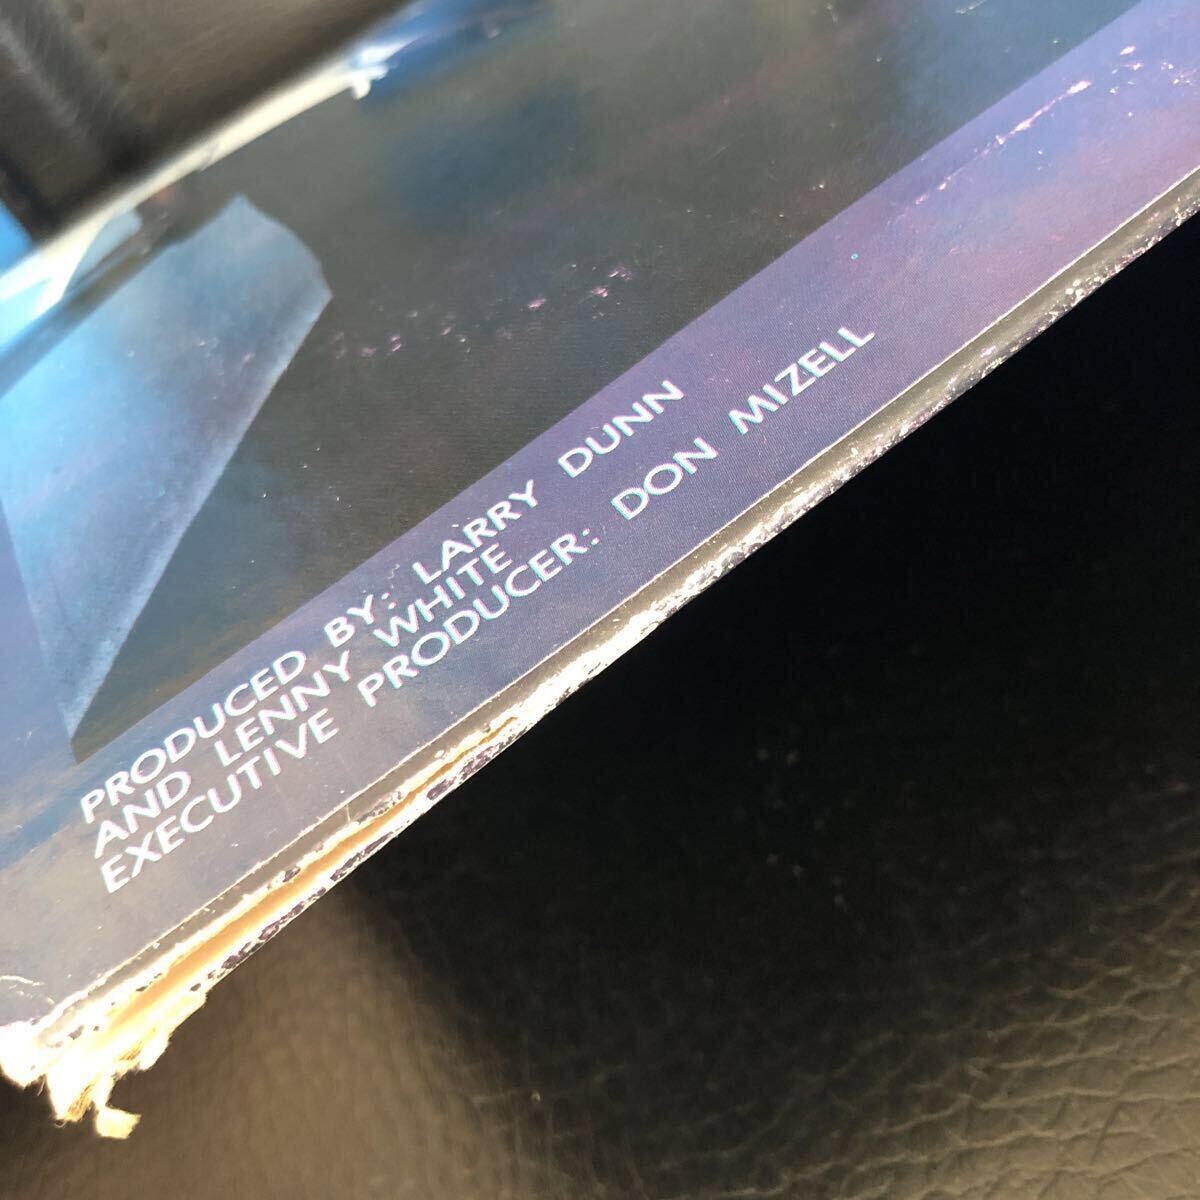 PRODUCED BY: LARRY DUNN
AND LENNY WHITE
EXECUTIVE PRODUCER: DON MIZELL